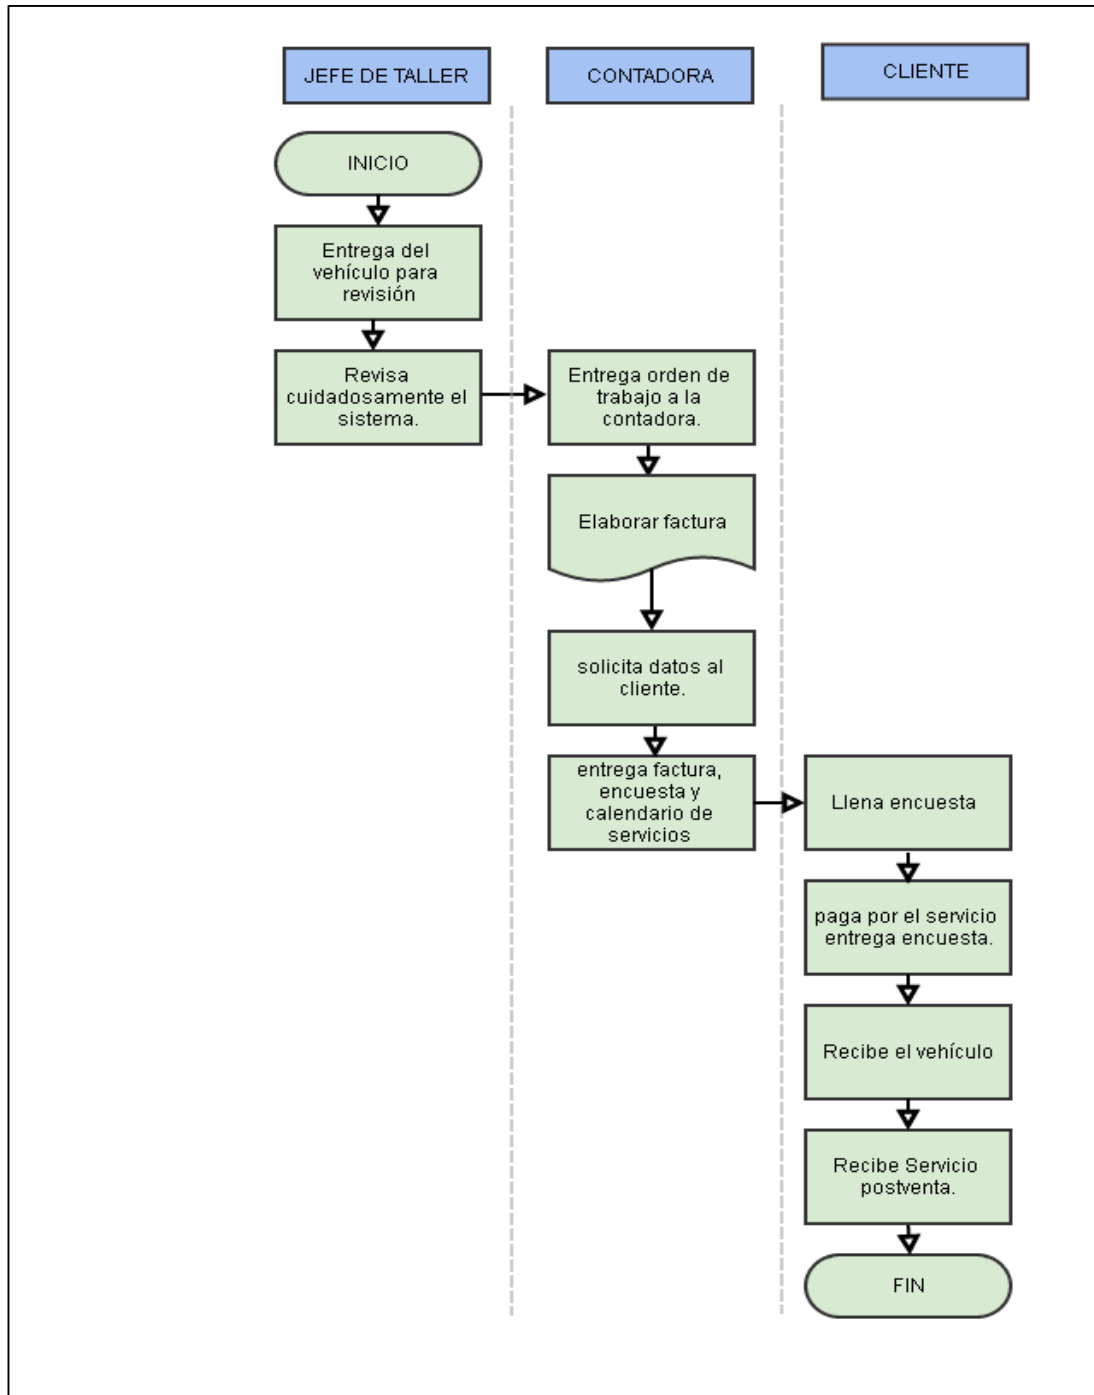 JEFE DE TALLER
CONTADORA
CLIENTE
INICIO
Entrega del
vehículo para
revisión
Revisa
cuidadosamente el
sistema.
Entrega orden de
trabajo a la
contadora.
Elaborar factura
solicita datos al
cliente.
entrega factura,
encuesta y
calendario de
servicios
Llena encuesta
paga por el servicio
entrega encuesta.
Recibe el vehículo
Recibe Servicio
postventa.
FIN